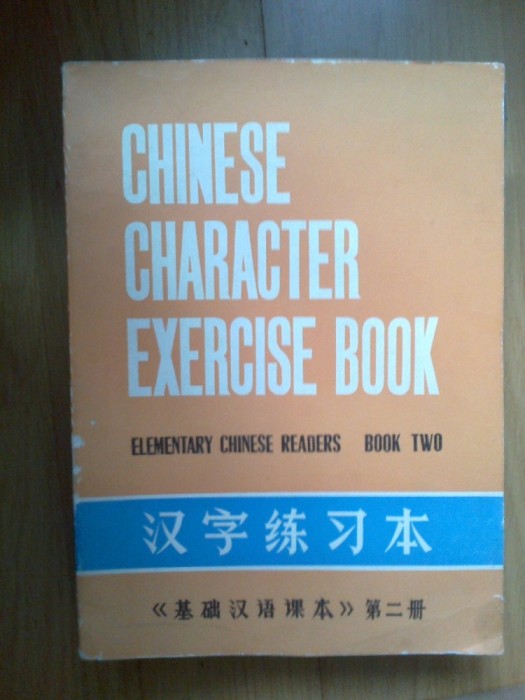 CHINESE
CHARACTER
EXERCISE BOOK
ELEMENTARY CHINESE READERS BOOK TWO
汉字练习本
《基础汉语课本》第二册